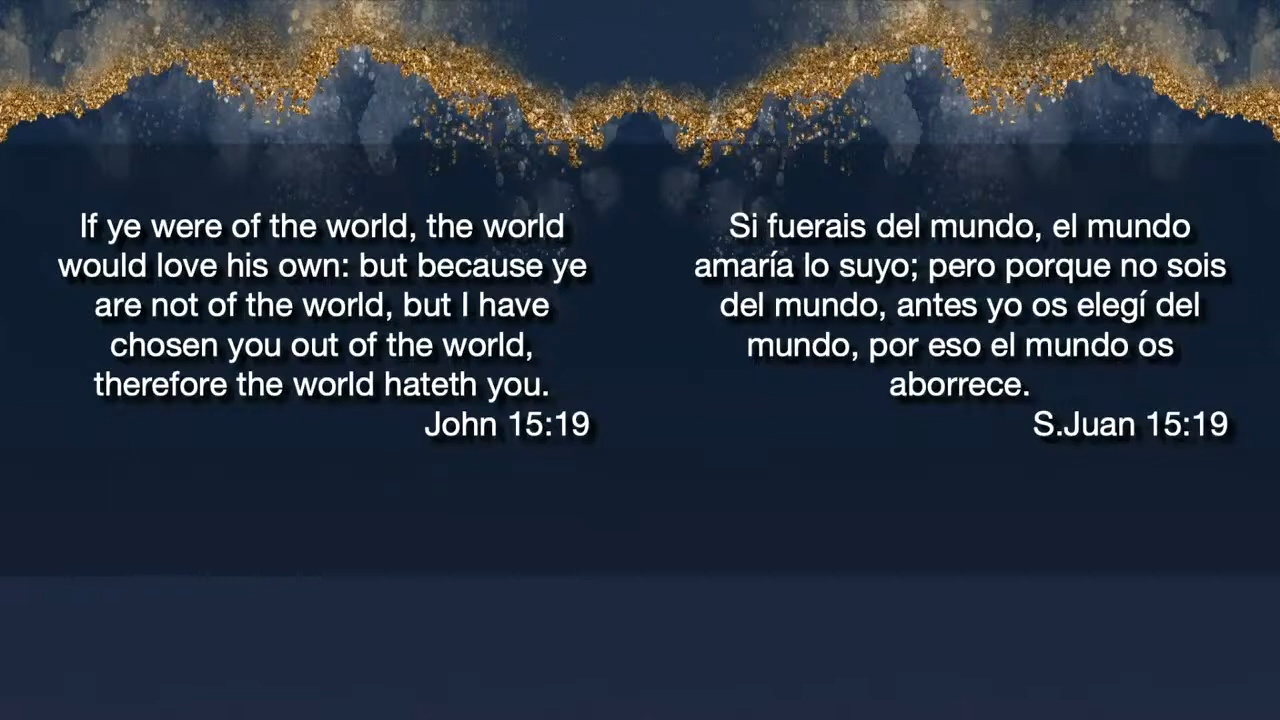 If ye were of the world, the world
would love his own: but because ye
are not of the world, but I have
chosen you out of the world,
therefore the world hateth you.
John 15:19
Si fuerais del mundo, el mundo
amaría lo suyo; pero porque no sois
del mundo, antes yo os elegí del
mundo, por eso el mundo os
aborrece.
S.Juan 15:19